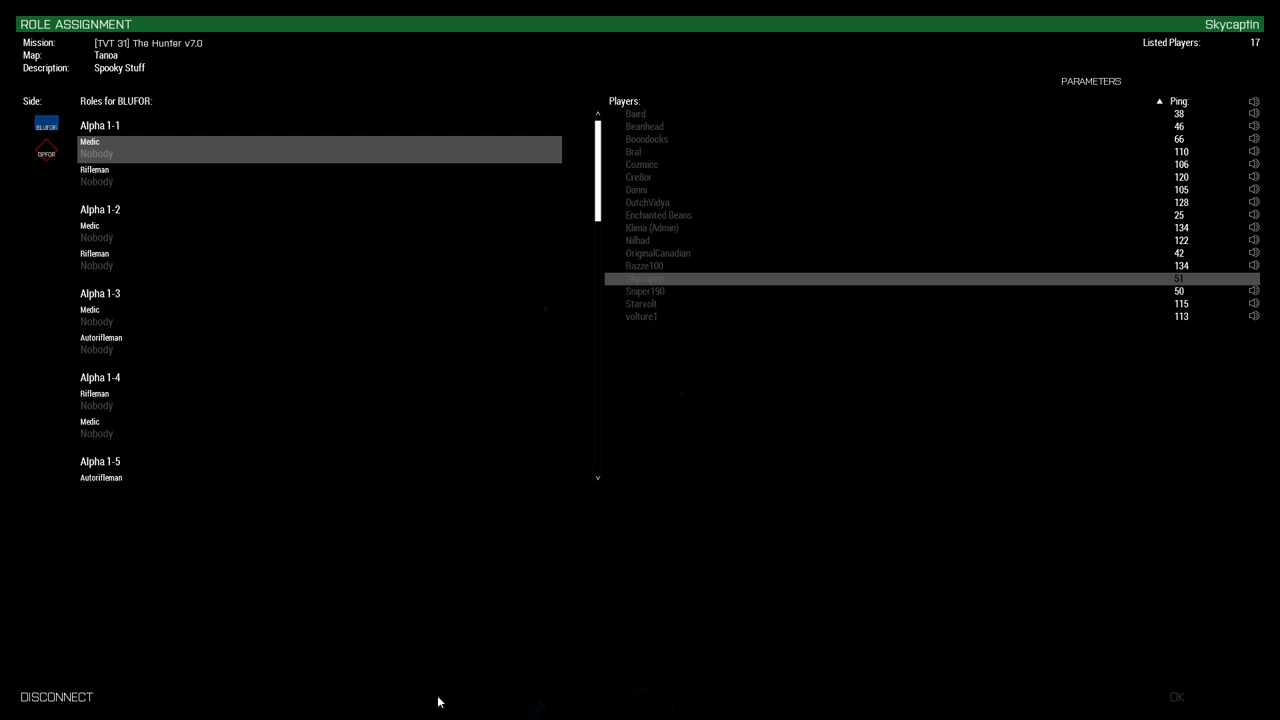 ROLE ASSIGNMENT
Skycaptin
Mission: [TVT 31] The Hunter v7.0
Listed Players: 17
Map: Tanoa
Description: Spooky Stuff
PARAMETERS
Side:
Roles for BLUFOR:
Players:
Ping:
BLUFOR
OPFOR
Alpha 1-1
Medic
Nobody
Rifleman
Nobody
Alpha 1-2
Medic
Nobody
Rifleman
Nobody
Alpha 1-3
Medic
Nobody
Autorifleman
Nobody
Alpha 1-4
Rifleman
Nobody
Medic
Nobody
Alpha 1-5
Autorifleman
Baird. 38
Beanhead 46
Boondocks 66
Bral 110
Cozmicc 106
Cre8or 120
Danni 105
DutchVidya 128
Enchanted Beans 25
Klima (Admin) 134
Nilhad 122
OriginalCanadian 42
Razze100 134
Skycaptin 51
Sniper190 50
Starvolt 115
volture1 113
DISCONNECT
OK